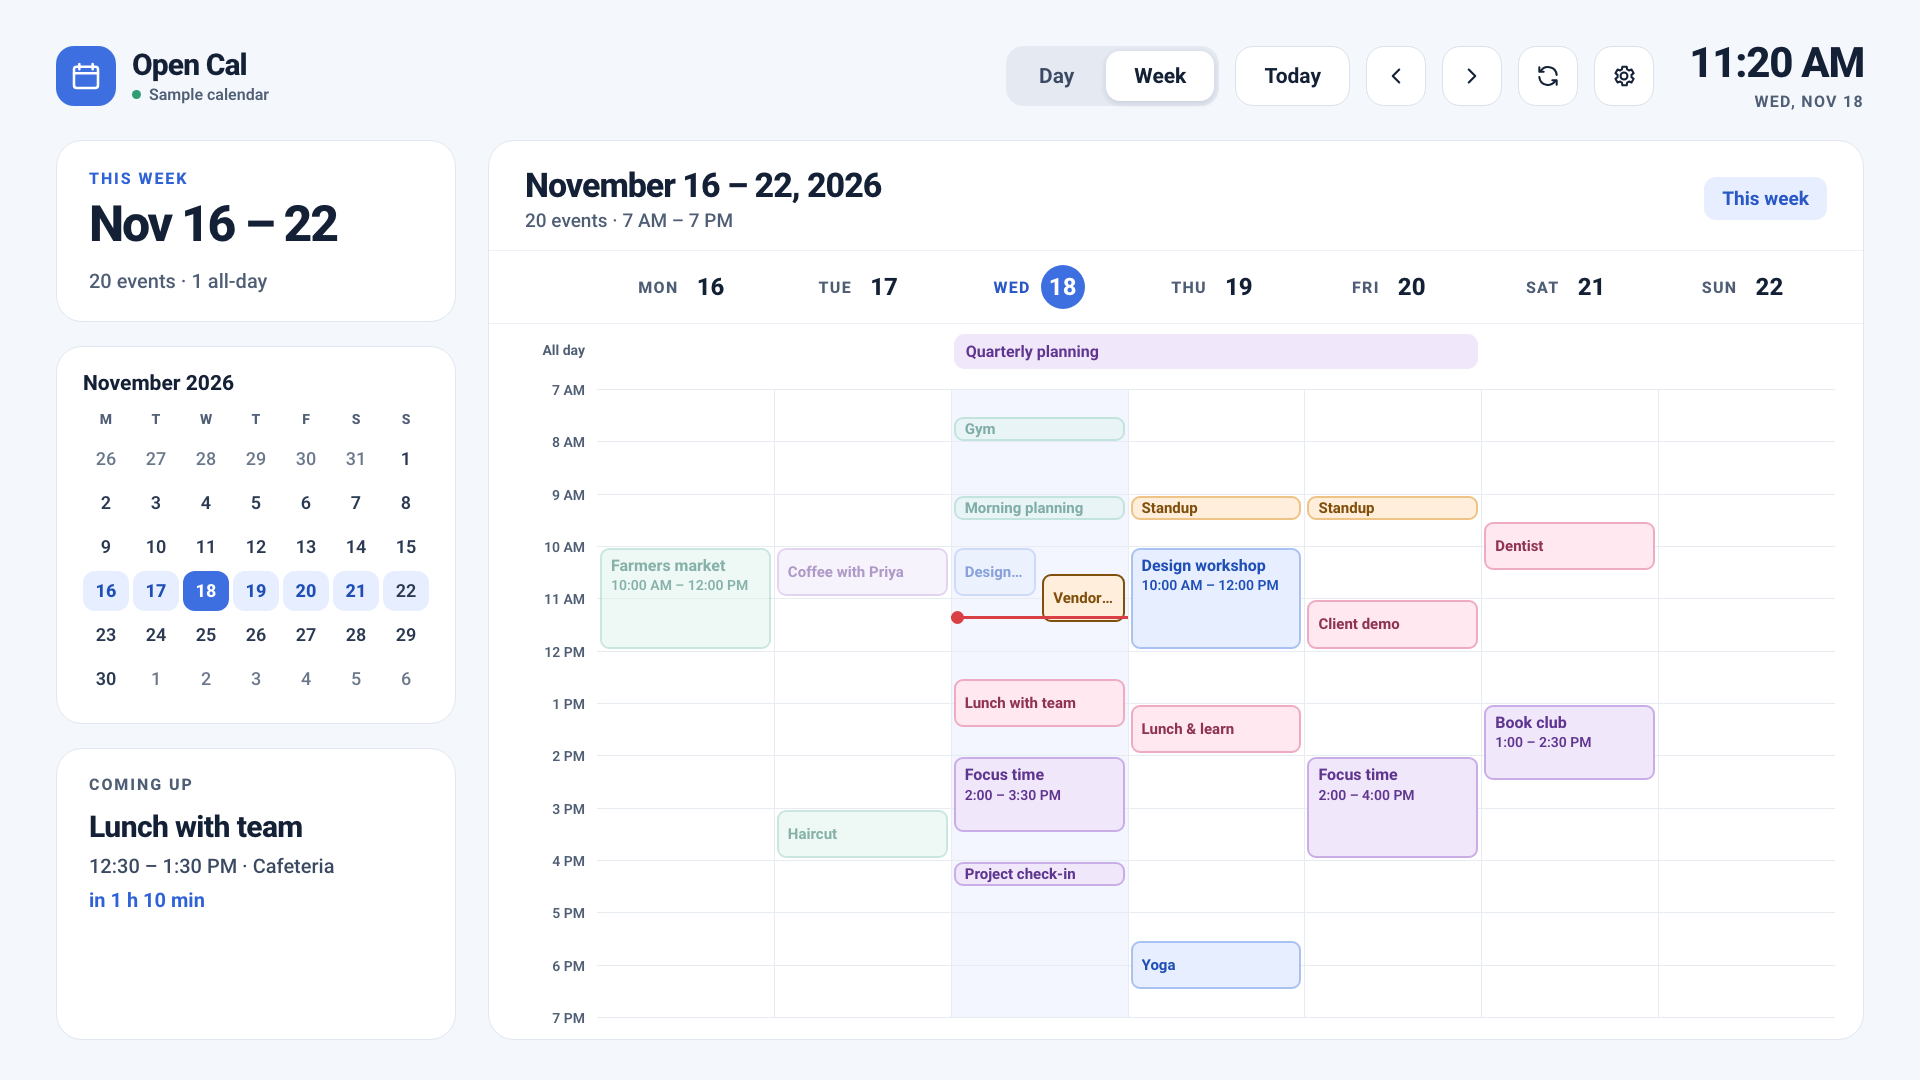 Open Cal
Sample calendar
Day
Week
Today
11:20 AM
WED, NOV 18
THIS WEEK
Nov 16 – 22
20 events · 1 all-day
November 2026
M T W T F S S
26 27 28 29 30 31 1
2 3 4 5 6 7 8
9 10 11 12 13 14 15
16 17 18 19 20 21 22
23 24 25 26 27 28 29
30 1 2 3 4 5 6
COMING UP
Lunch with team
12:30 – 1:30 PM · Cafeteria
in 1 h 10 min
November 16 – 22, 2026
20 events · 7 AM – 7 PM
This week
MON 16
TUE 17
WED 18
THU 19
FRI 20
SAT 21
SUN 22
All day
Quarterly planning
7 AM
8 AM
9 AM
10 AM
11 AM
12 PM
1 PM
2 PM
3 PM
4 PM
5 PM
6 PM
7 PM
Farmers market
10:00 AM – 12:00 PM
Coffee with Priya
Haircut
Gym
Morning planning
Design...
Vendor...
Lunch with team
Focus time
2:00 – 3:30 PM
Project check-in
Standup
Design workshop
10:00 AM – 12:00 PM
Lunch & learn
Yoga
Standup
Client demo
Focus time
2:00 – 4:00 PM
Dentist
Book club
1:00 – 2:30 PM